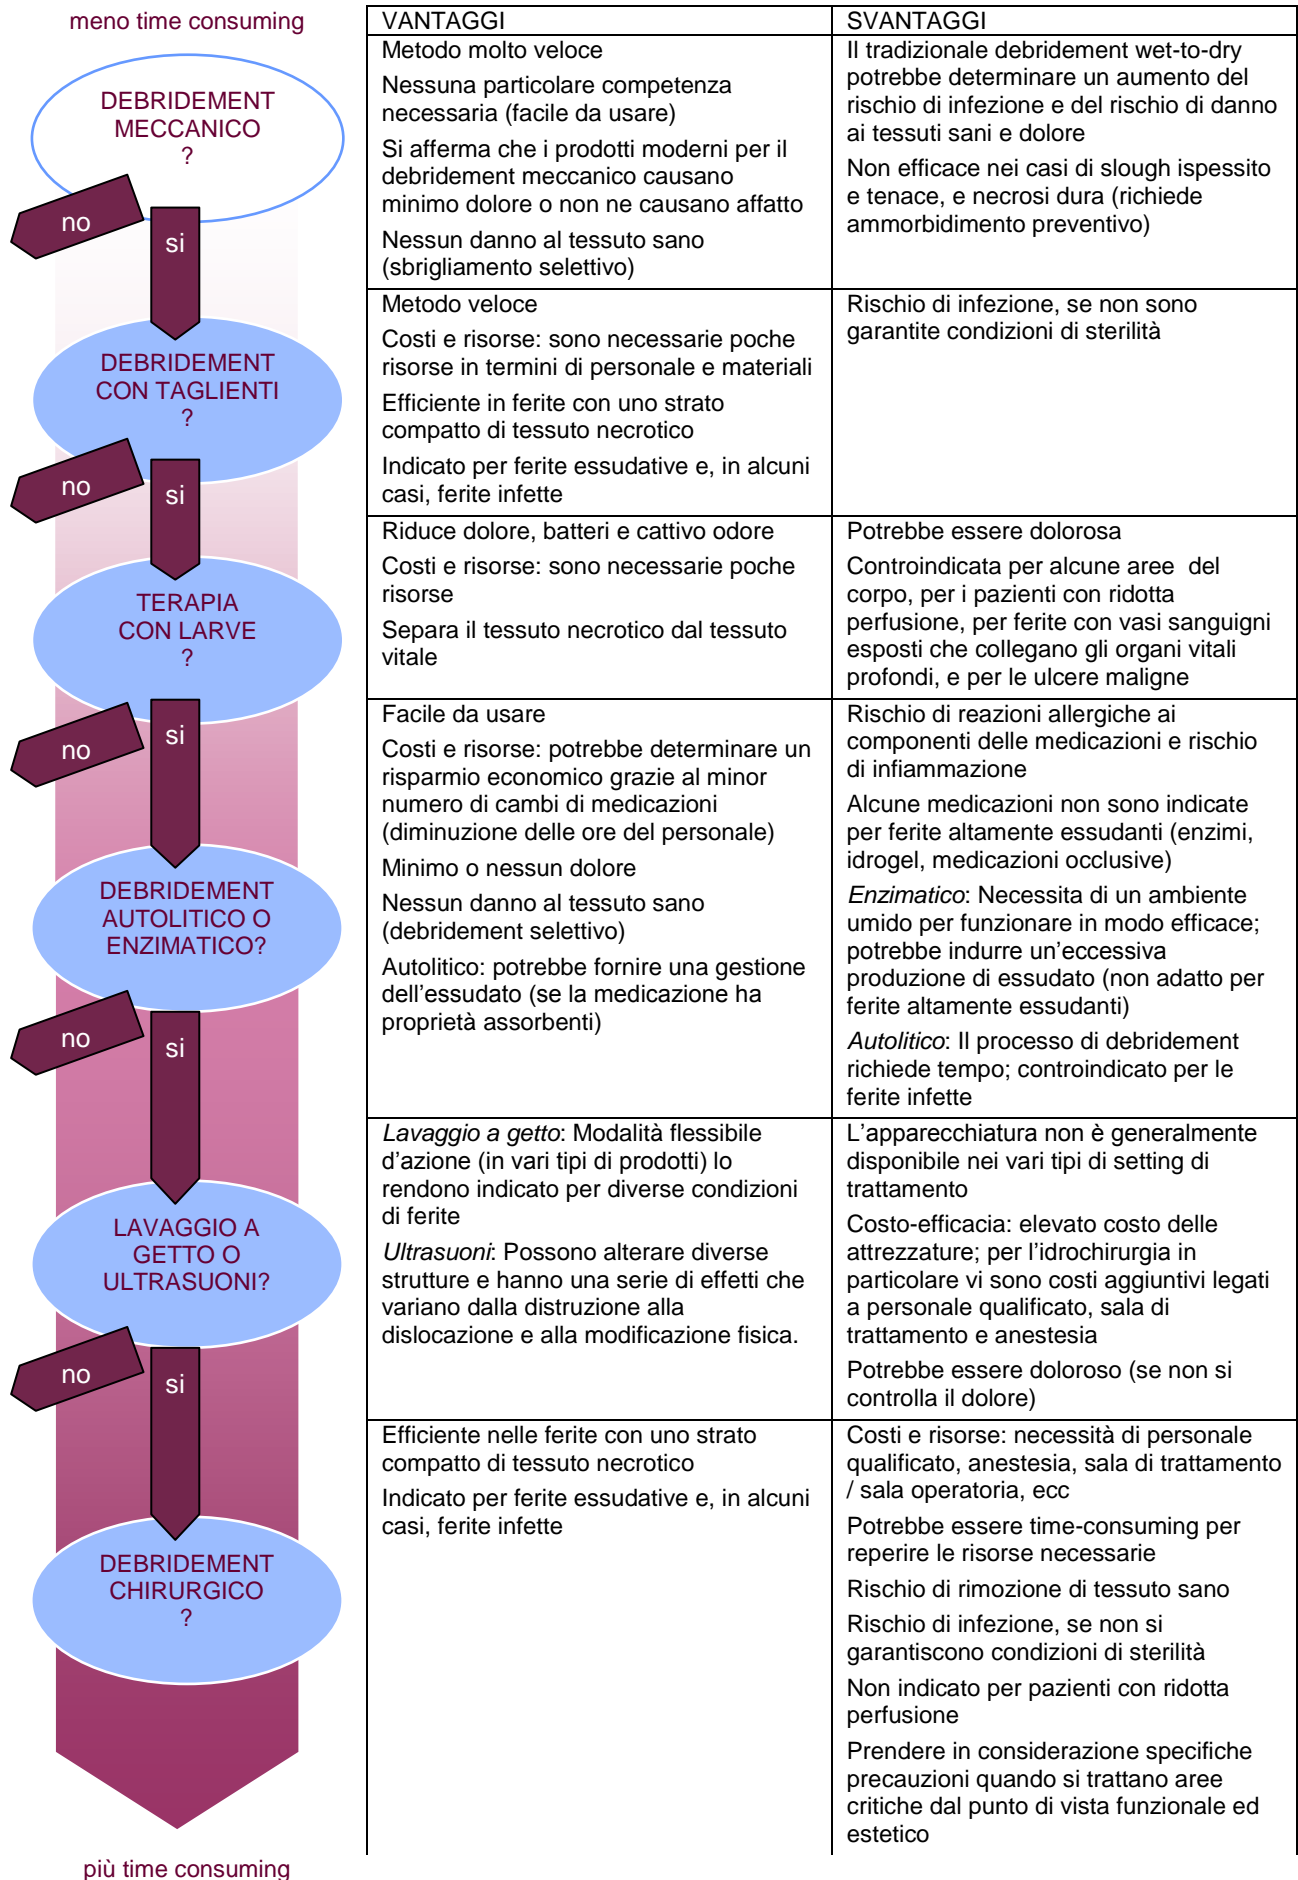 meno time consuming
DEBRIDEMENT
MECCANICO
?
no
si
DEBRIDEMENT
CON TAGLIENTI
?
no
si
TERAPIA
CON LARVE
?
no
si
DEBRIDEMENT
AUTOLITICO O
ENZIMATICO?
no
si
LAVAGGIO A
GETTO O
ULTRASUONI?
no
si
DEBRIDEMENT
CHIRURGICO
?
più time consuming
VANTAGGI
SVANTAGGI
Metodo molto veloce
Nessuna particolare competenza
necessaria (facile da usare)
Si afferma che i prodotti moderni per il
debridement meccanico causano
minimo dolore o non ne causano affatto
Nessun danno al tessuto sano
(sbrigliamento selettivo)
Il tradizionale debridement wet-to-dry
potrebbe determinare un aumento del
rischio di infezione e del rischio di danno
ai tessuti sani e dolore
Non efficace nei casi di slough ispessito
e tenace, e necrosi dura (richiede
ammorbidimento preventivo)
Metodo veloce
Costi e risorse: sono necessarie poche
risorse in termini di personale e materiali
Efficiente in ferite con uno strato
compatto di tessuto necrotico
Indicato per ferite essudative e, in alcuni
casi, ferite infette
Rischio di infezione, se non sono
garantite condizioni di sterilità
Riduce dolore, batteri e cattivo odore
Costi e risorse: sono necessarie poche
risorse
Separa il tessuto necrotico dal tessuto
vitale
Potrebbe essere dolorosa
Controindicata per alcune aree  del
corpo, per i pazienti con ridotta
perfusione, per ferite con vasi sanguigni
esposti che collegano gli organi vitali
profondi, e per le ulcere maligne
Facile da usare
Costi e risorse: potrebbe determinare un
risparmio economico grazie al minor
numero di cambi di medicazioni
(diminuzione delle ore del personale)
Minimo o nessun dolore
Nessun danno al tessuto sano
(debridement selettivo)
Autolitico: potrebbe fornire una gestione
dell’essudato (se la medicazione ha
proprietà assorbenti)
Rischio di reazioni allergiche ai
componenti delle medicazioni e rischio
di infiammazione
Alcune medicazioni non sono indicate
per ferite altamente essudanti (enzimi,
idrogel, medicazioni occlusive)
Enzimatico: Necessita di un ambiente
umido per funzionare in modo efficace;
potrebbe indurre un’eccessiva
produzione di essudato (non adatto per
ferite altamente essudanti)
Autolitico: Il processo di debridement
richiede tempo; controindicato per le
ferite infette
Lavaggio a getto: Modalità flessibile
d’azione (in vari tipi di prodotti) lo
rendono indicato per diverse condizioni
di ferite
Ultrasuoni: Possono alterare diverse
strutture e hanno una serie di effetti che
variano dalla distruzione alla
dislocazione e alla modificazione fisica.
L’apparecchiatura non è generalmente
disponibile nei vari tipi di setting di
trattamento
Costo-efficacia: elevato costo delle
attrezzature; per l’idrochirurgia in
particolare vi sono costi aggiuntivi legati
a personale qualificato, sala di
trattamento e anestesia
Potrebbe essere doloroso (se non si
controlla il dolore)
Efficiente nelle ferite con uno strato
compatto di tessuto necrotico
Indicato per ferite essudative e, in alcuni
casi, ferite infette
Costi e risorse: necessità di personale
qualificato, anestesia, sala di trattamento
/ sala operatoria, ecc
Potrebbe essere time-consuming per
reperire le risorse necessarie
Rischio di rimozione di tessuto sano
Rischio di infezione, se non si
garantiscono condizioni di sterilità
Non indicato per pazienti con ridotta
perfusione
Prendere in considerazione specifiche
precauzioni quando si trattano aree
critiche dal punto di vista funzionale ed
estetico